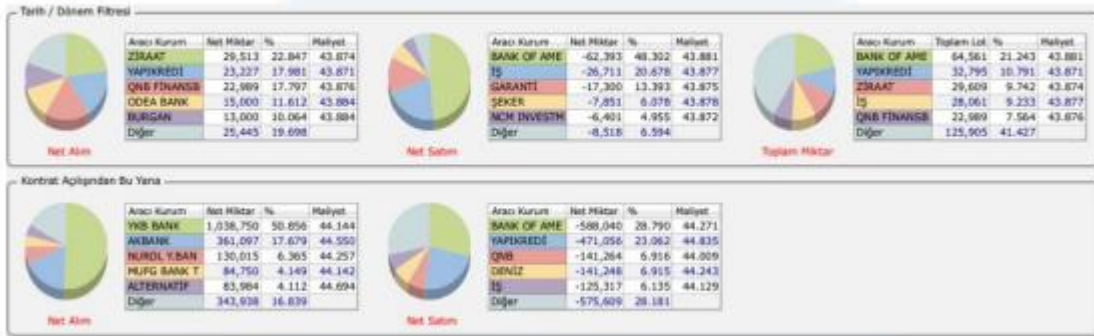 Tarih / Dönem Filtresi
Aracı Kurum Net Miktar % Maliyet
ZİRAAT 29,513 22.847 43.874
YAPIKREDİ 23,227 17.981 43.871
QNB FİNANSB 22,989 17.797 43.876
ODEA BANK 15,000 11.612 43.884
BURGAN 13,000 10.064 43.884
Diğer 25,445 19.698
Net Alım
Aracı Kurum Net Miktar % Maliyet
BANK OF AME -62,393 48.302 43.881
İŞ -26,711 20.678 43.877
GARANTİ -17,300 13.393 43.875
ŞEKER -7,851 6.078 43.878
NCM INVESTM -6,401 4.955 43.872
Diğer -8,518 6.594
Net Satım
Aracı Kurum Toplam Lot % Maliyet
BANK OF AME 64,561 21.243 43.881
YAPIKREDİ 32,795 10.791 43.871
ZİRAAT 29,609 9.742 43.874
İŞ 28,061 9.233 43.877
QNB FİNANSB 22,989 7.564 43.876
Diğer 125,905 41.427
Toplam Miktar
Kontrat Açılışından Bu Yana
Aracı Kurum Net Miktar % Maliyet
YKB BANK 1,038,750 50.856 44.144
AKBANK 361,097 17.679 44.550
NUROL Y.BAN 130,015 6.365 44.257
MUFG BANK T 84,750 4.149 44.142
ALTERNATİF 83,984 4.112 44.694
Diğer 343,938 16.839
Net Alım
Aracı Kurum Net Miktar % Maliyet
BANK OF AME -588,040 28.790 44.271
YAPIKREDİ -471,056 23.062 44.835
QNB -141,264 6.916 44.009
DENİZ -141,248 6.915 44.243
İŞ -125,317 6.135 44.129
Diğer -575,609 28.181
Net Satım